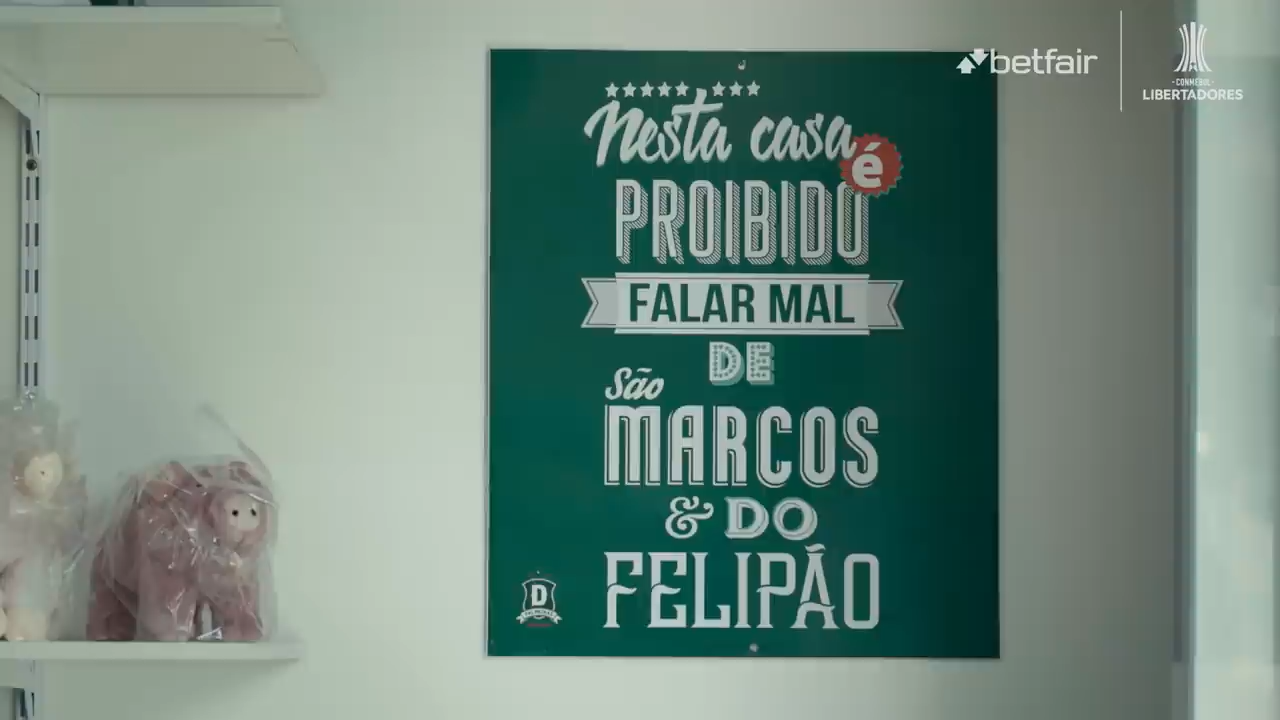 betfair
CONMEBOL
LIBERTADORES
Nesta casa é
PROIBIDO
FALAR MAL
DE
São
MARCOS
& DO
FELIPÃO
D